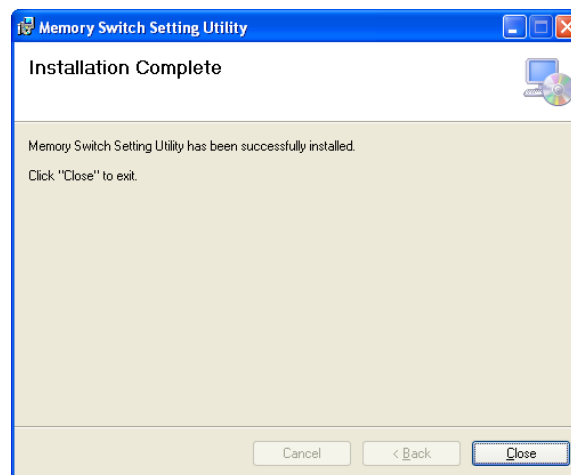 Memory Switch Setting Utility
Installation Complete
Memory Switch Setting Utility has been successfully installed.
Click "Close" to exit.
Cancel
< Back
Close